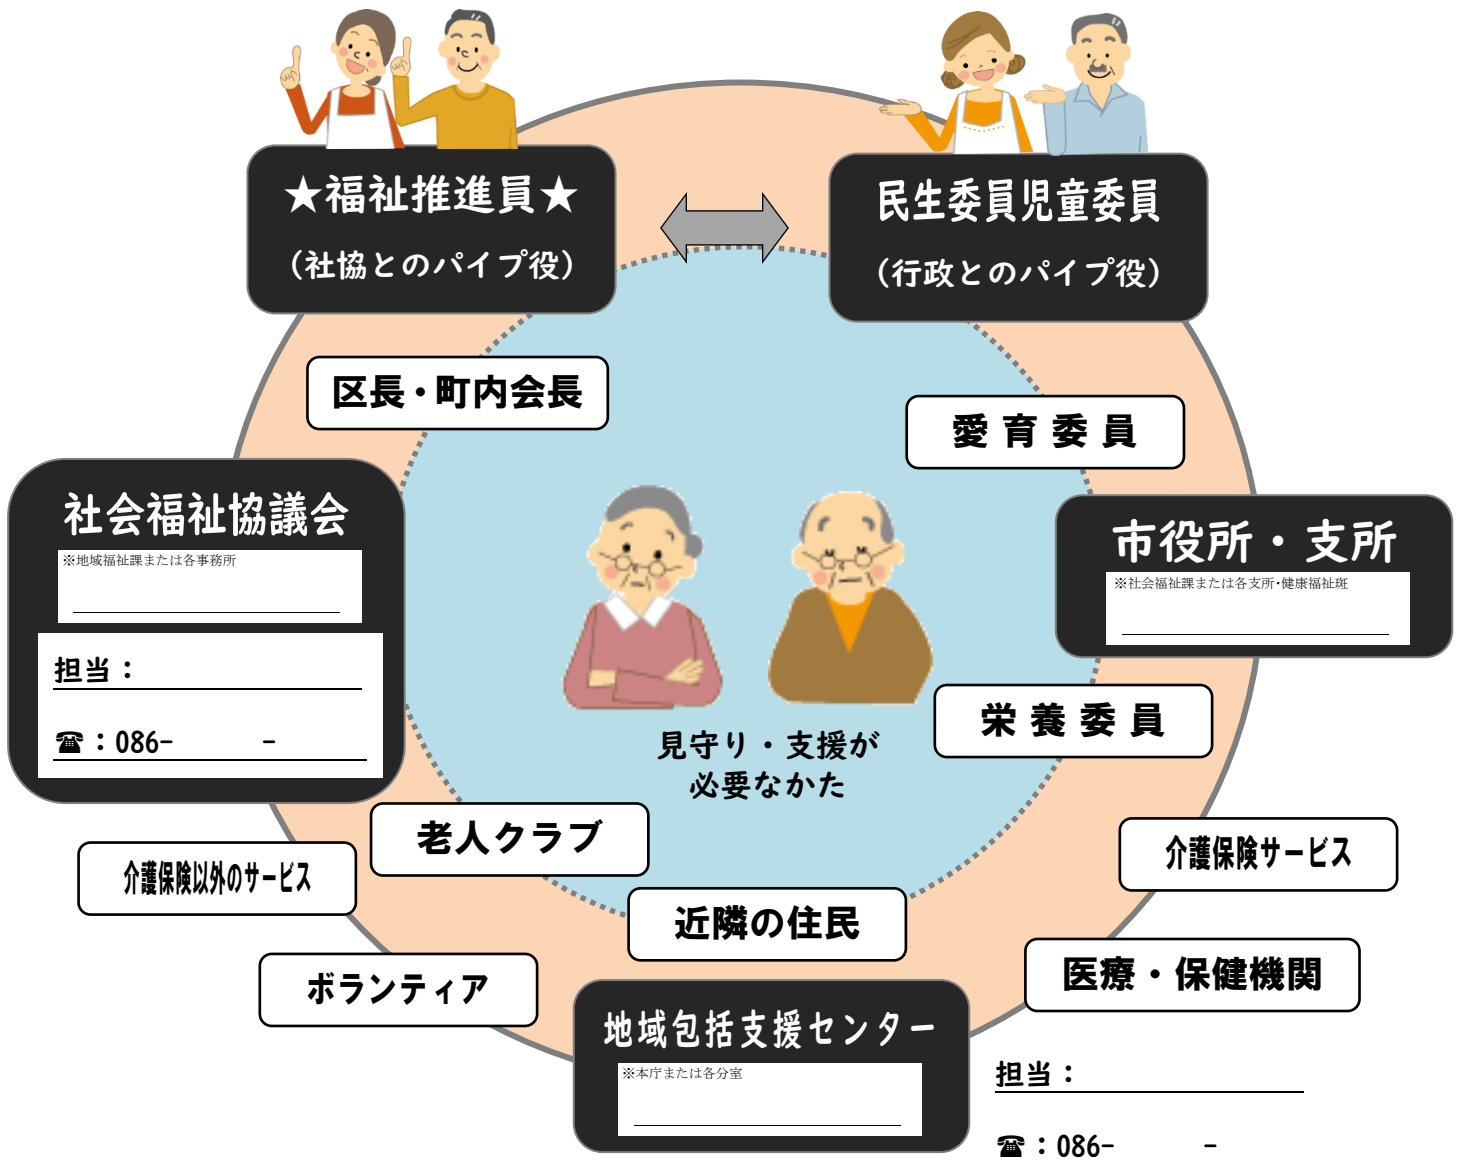 ★福祉推進員★
（社協とのパイプ役）
民生委員児童委員
（行政とのパイプ役）
区長・町内会長
愛育委員
社会福祉協議会
※地域福祉課または各事務所
担当：
☎：086-　　　-
市役所・支所
※社会福祉課または各支所・健康福祉班
栄養委員
見守り・支援が
必要なかた
老人クラブ
介護保険以外のサービス
介護保険サービス
近隣の住民
ボランティア
医療・保健機関
地域包括支援センター
※本庁または各分室
担当：
☎：086-　　　-